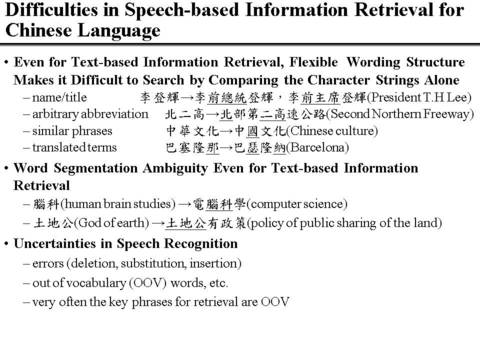 Difficulties in Speech-based Information Retrieval for
Chinese Language
• Even for Text-based Information Retrieval, Flexible Wording Structure
Makes it Difficult to Search by Comparing the Character Strings Alone
– name/title 李登輝→李前總統登輝，李前主席登輝(President T.H Lee)
– arbitrary abbreviation 北二高→北部第二高速公路(Second Northern Freeway)
– similar phrases 中華文化→中國文化(Chinese culture)
– translated terms 巴塞隆那→巴瑟隆納(Barcelona)
• Word Segmentation Ambiguity Even for Text-based Information
Retrieval
– 腦科(human brain studies) →電腦科學(computer science)
– 土地公(God of earth) →土地公有政策(policy of public sharing of the land)
• Uncertainties in Speech Recognition
– errors (deletion, substitution, insertion)
– out of vocabulary (OOV) words, etc.
– very often the key phrases for retrieval are OOV